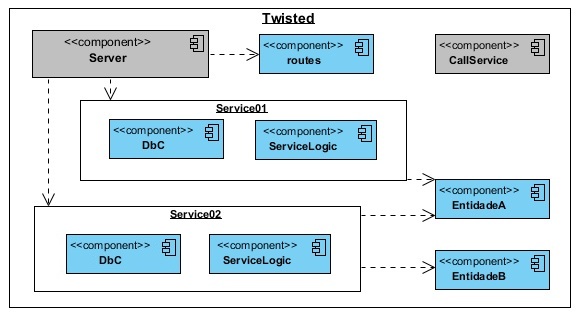 Twisted
<<component>>
Server
<<component>>
routes
<<component>>
CallService
Service01
<<component>>
DbC
<<component>>
ServiceLogic
<<component>>
EntidadeA
Service02
<<component>>
DbC
<<component>>
ServiceLogic
<<component>>
EntidadeB